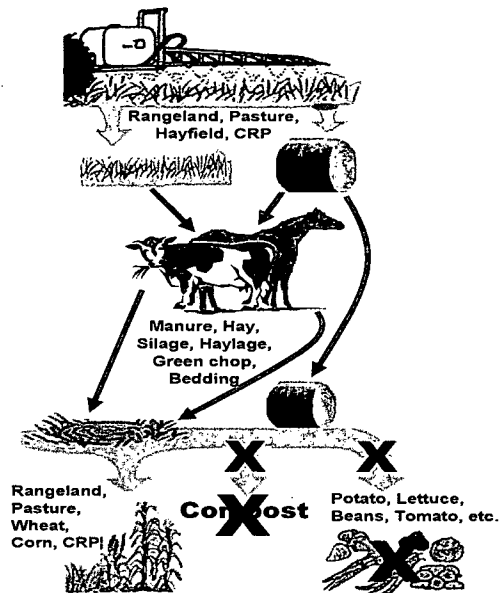 Rangeland, Pasture,
Hayfield, CRP
Manure, Hay,
Silage, Haylage,
Green chop,
Bedding
Rangeland,
Pasture,
Wheat,
Corn, CRP
Compost
Potato, Lettuce,
Beans, Tomato, etc.